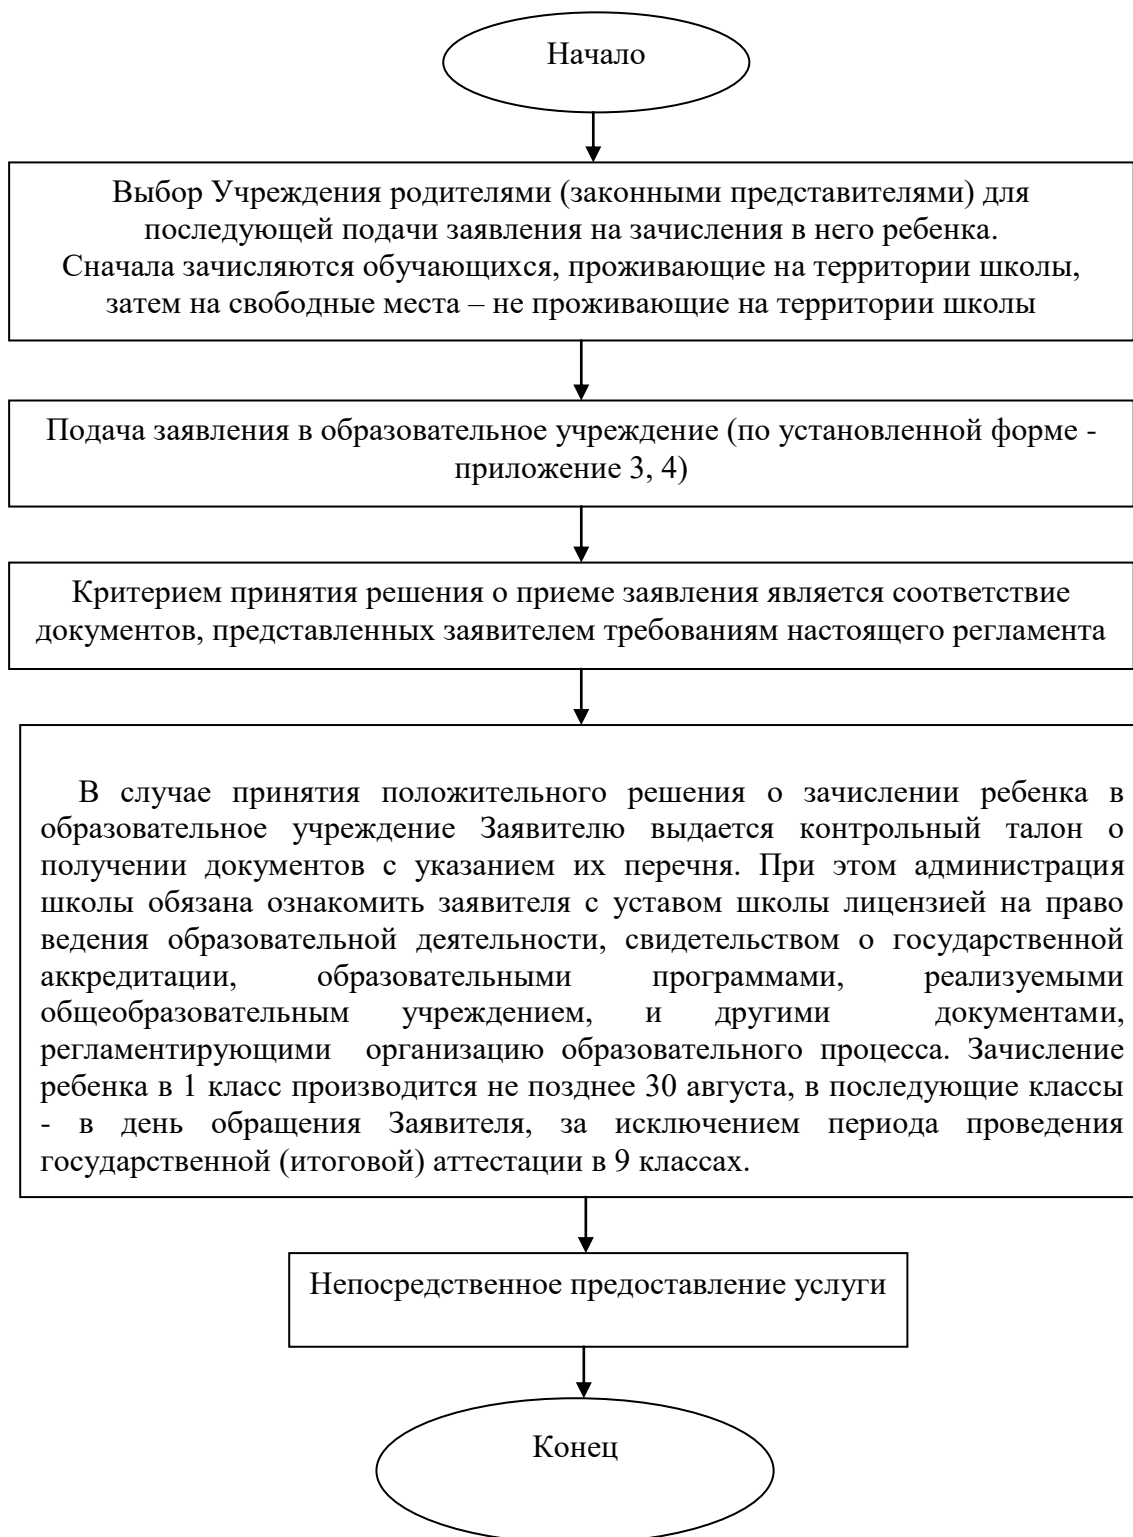 Начало
Выбор Учреждения родителями (законными представителями) для
последующей подачи заявления на зачисления в него ребенка.
Сначала зачисляются обучающихся, проживающие на территории школы,
затем на свободные места – не проживающие на территории школы
Подача заявления в образовательное учреждение (по установленной форме -
приложение 3, 4)
Критерием принятия решения о приеме заявления является соответствие
документов, представленных заявителем требованиям настоящего регламента
В случае принятия положительного решения о зачислении ребенка в
образовательное учреждение Заявителю выдается контрольный талон о
получении документов с указанием их перечня. При этом администрация
школы обязана ознакомить заявителя с уставом школы лицензией на право
ведения образовательной деятельности, свидетельством о государственной
аккредитации, образовательными программами, реализуемыми
общеобразовательным учреждением, и другими документами,
регламентирующими организацию образовательного процесса. Зачисление
ребенка в 1 класс производится не позднее 30 августа, в последующие классы
- в день обращения Заявителя, за исключением периода проведения
государственной (итоговой) аттестации в 9 классах.
Непосредственное предоставление услуги
Конец